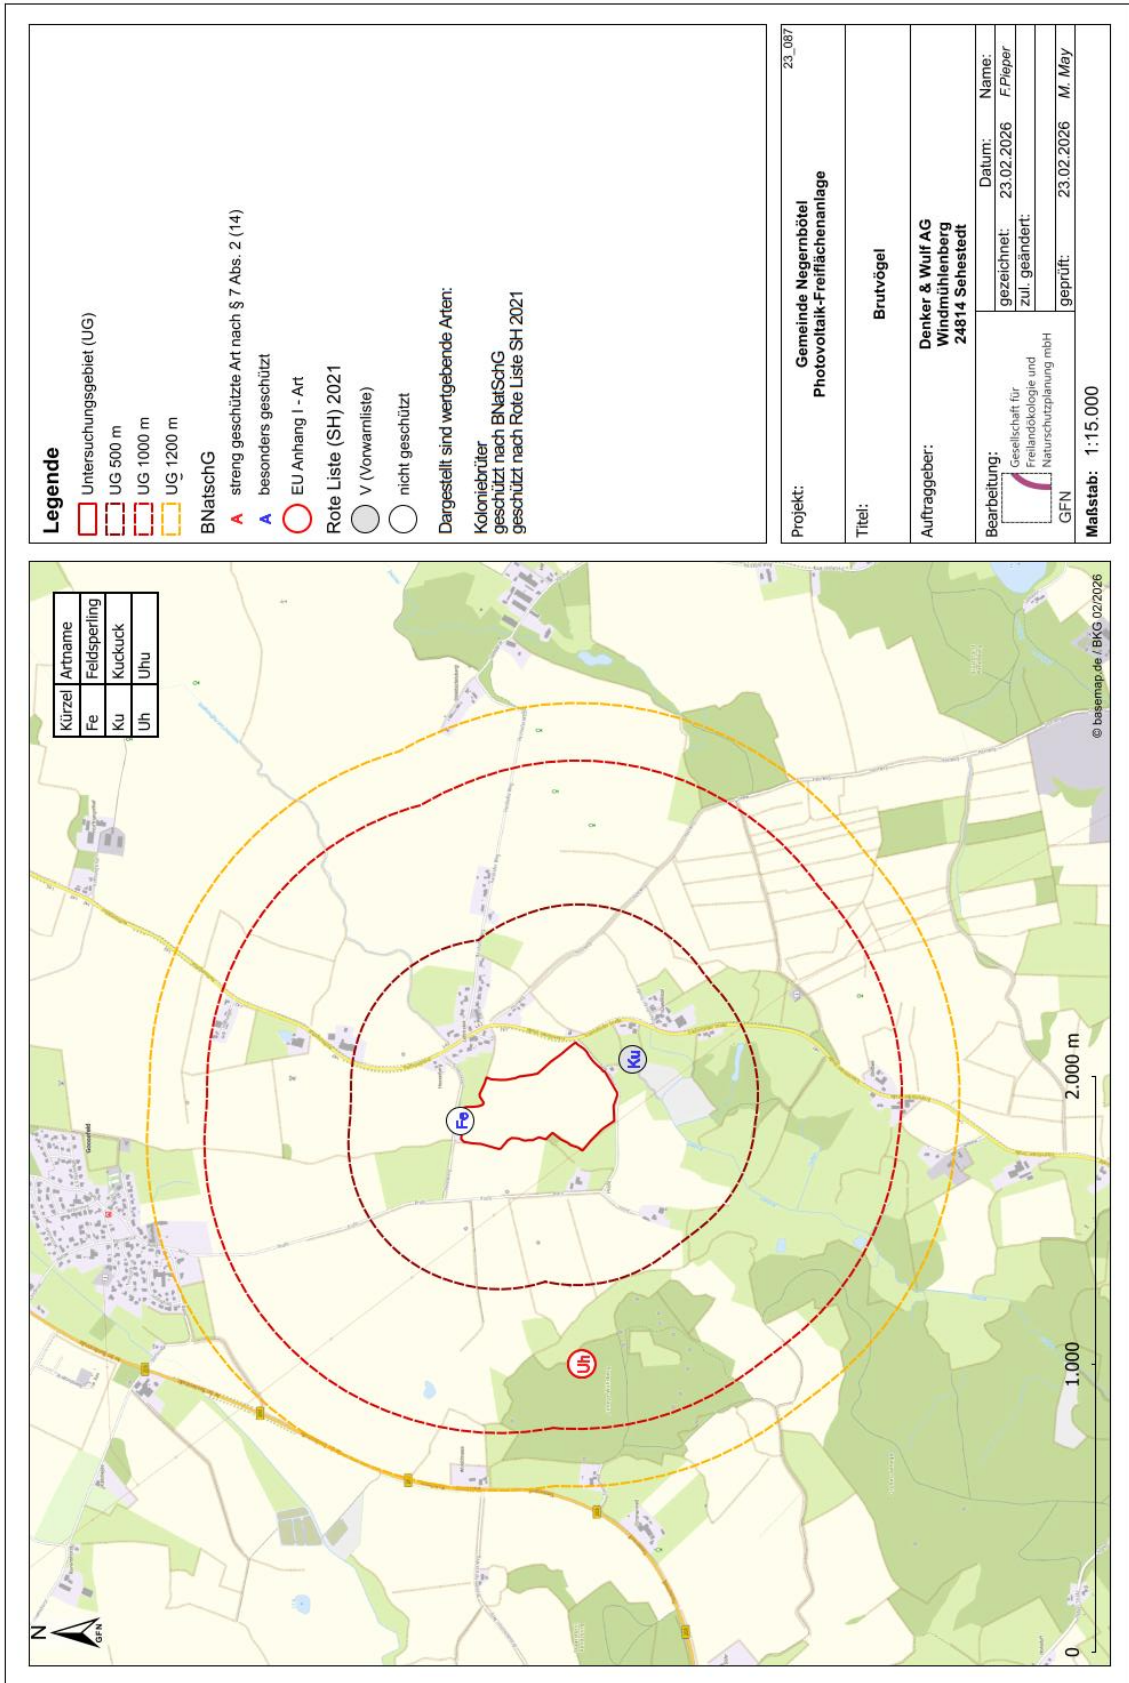 N
GFN
Kürzel Artname
Fe Feldsperling
Ku Kuckuck
Uh Uhu
Goosefeld
Fe
Ku
Uh
0 1.000 2.000 m
© basemap.de / BKG 02/2026
Legende
Untersuchungsgebiet (UG)
UG 500 m
UG 1000 m
UG 1200 m
BNatschG
A streng geschützte Art nach § 7 Abs. 2 (14)
A besonders geschützt
EU Anhang I - Art
Rote Liste (SH) 2021
V (Vorwarnliste)
nicht geschützt
Dargestellt sind wertgebende Arten:
Koloniebrüter
geschützt nach BNatSchG
geschützt nach Rote Liste SH 2021
Projekt: 23_087
Gemeinde Negernbötel
Photovoltaik-Freiflächenanlage
Titel:
Brutvögel
Auftraggeber:
Denker & Wulf AG
Windmühlenberg
24814 Sehestedt
Bearbeitung:
Gesellschaft für
Freilandökologie und
Naturschutzplanung mbH
GFN
Datum: Name:
gezeichnet: 23.02.2026 F.Pieper
zul. geändert:
geprüft: 23.02.2026 M. May
Maßstab: 1:15.000